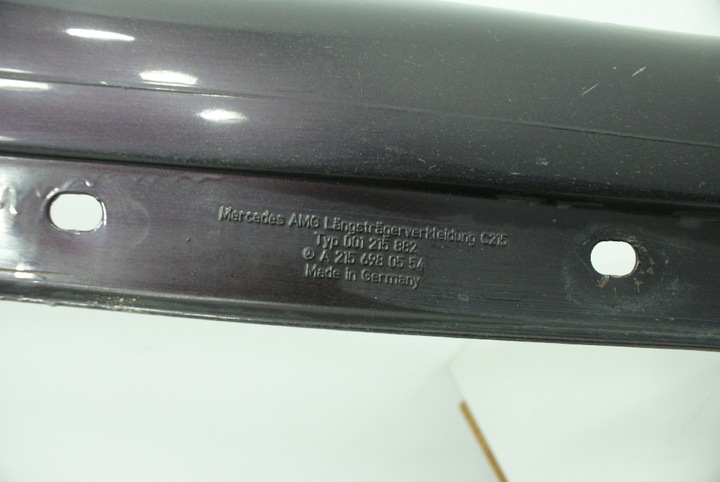 Mercedes AMG Längsträgerverkleidung C215
Typ 001 215 882
A 215 698 05 54
Made in Germany